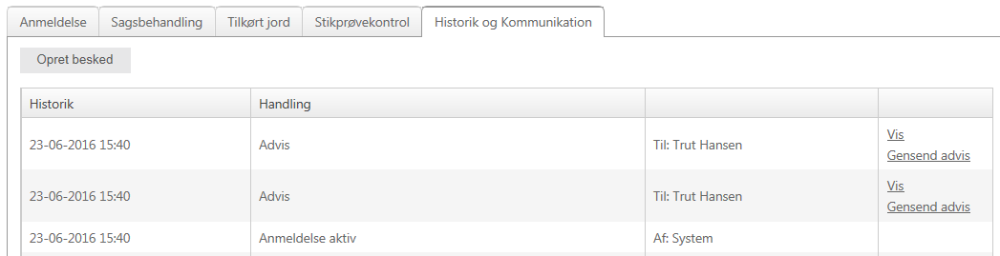 Anmeldelse Sagsbehandling Tilkørt jord Stikprøvekontrol Historik og Kommunikation
Opret besked
Historik Handling
23-06-2016 15:40 Advis Til: Trut Hansen Vis
Gensend advis
23-06-2016 15:40 Advis Til: Trut Hansen Vis
Gensend advis
23-06-2016 15:40 Anmeldelse aktiv Af: System